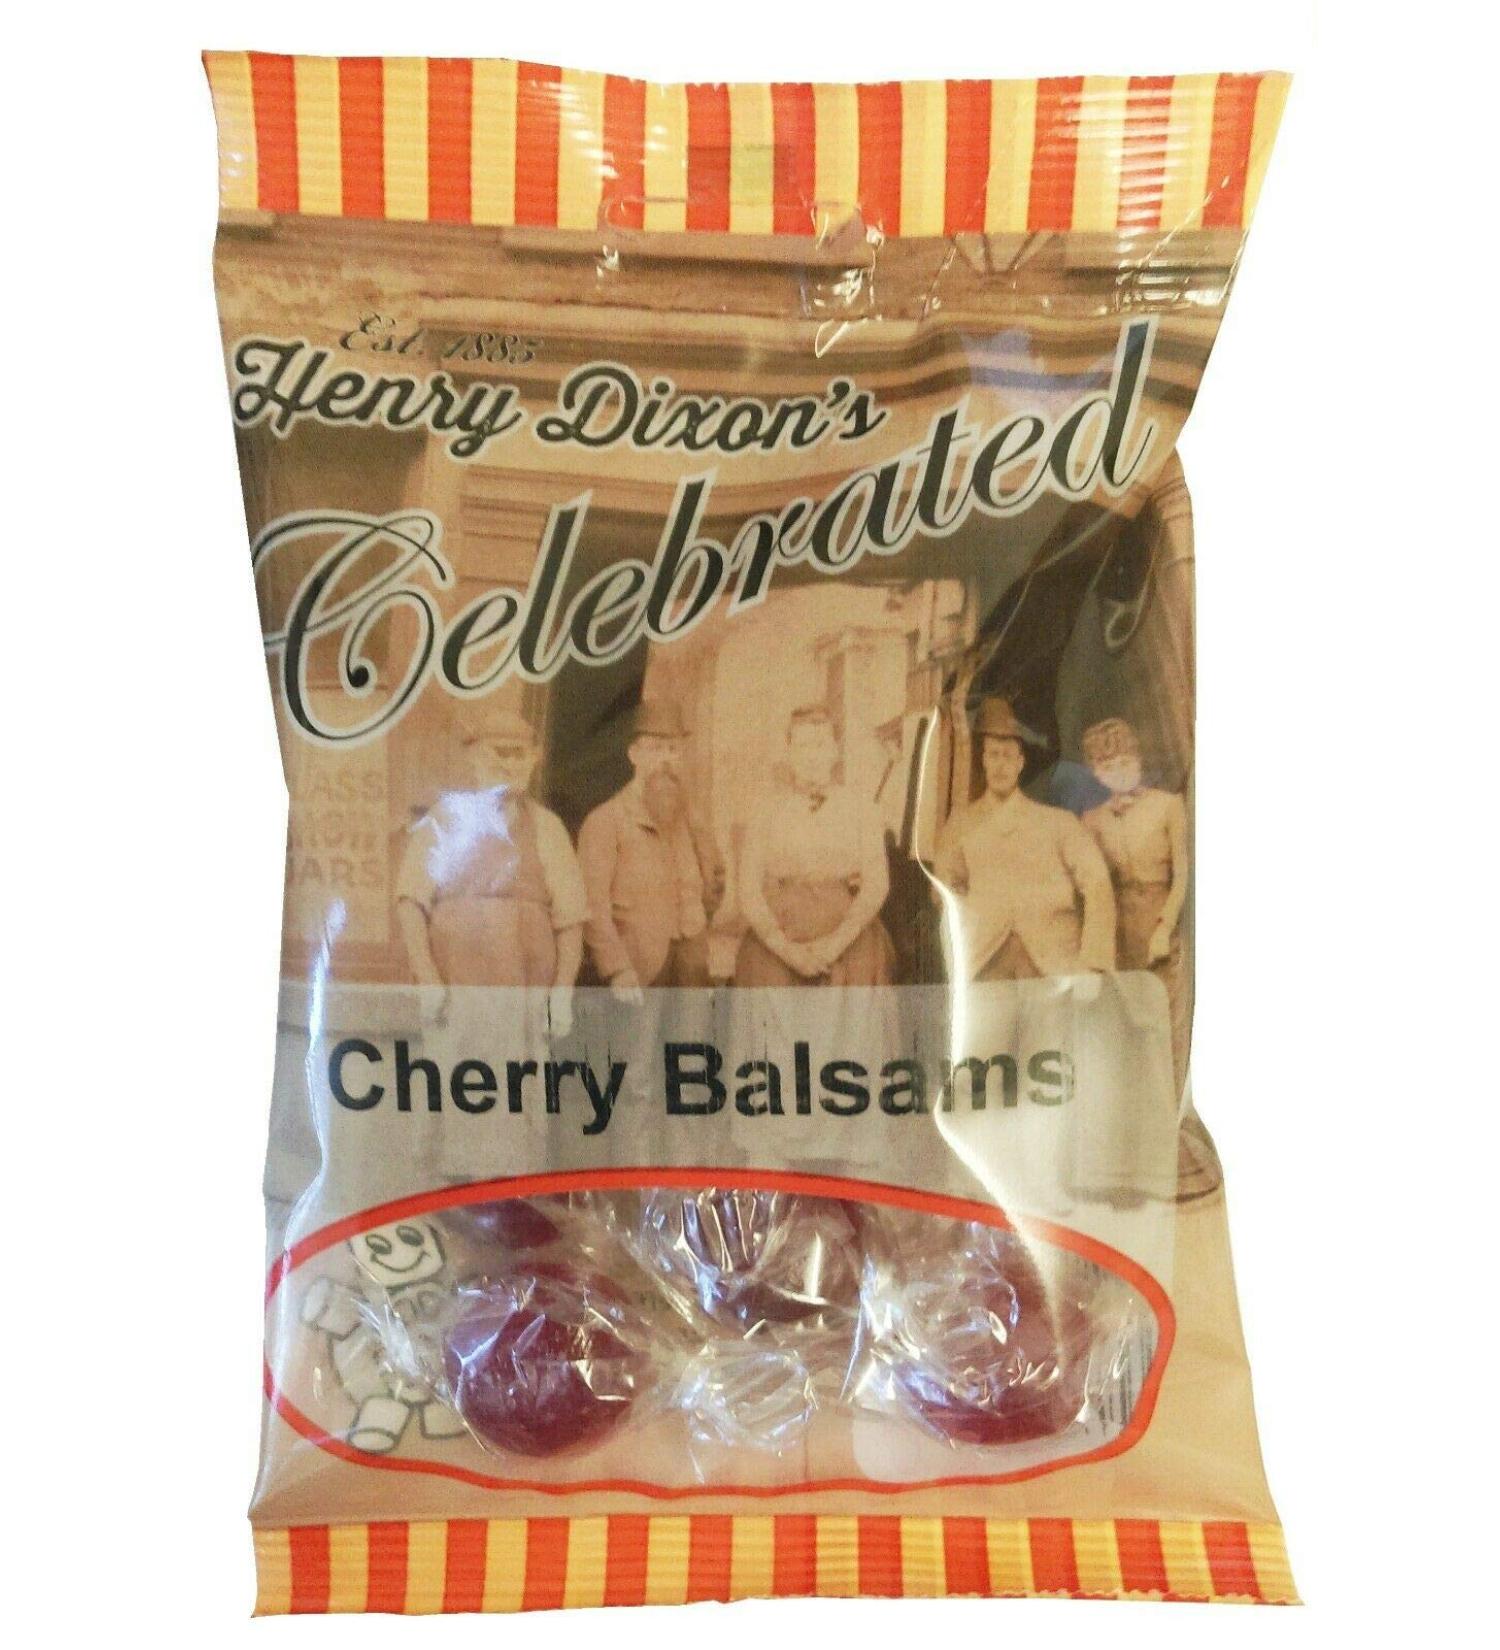 Est. 1885
Henry Dixon's
Celebrated
Cherry Balsams